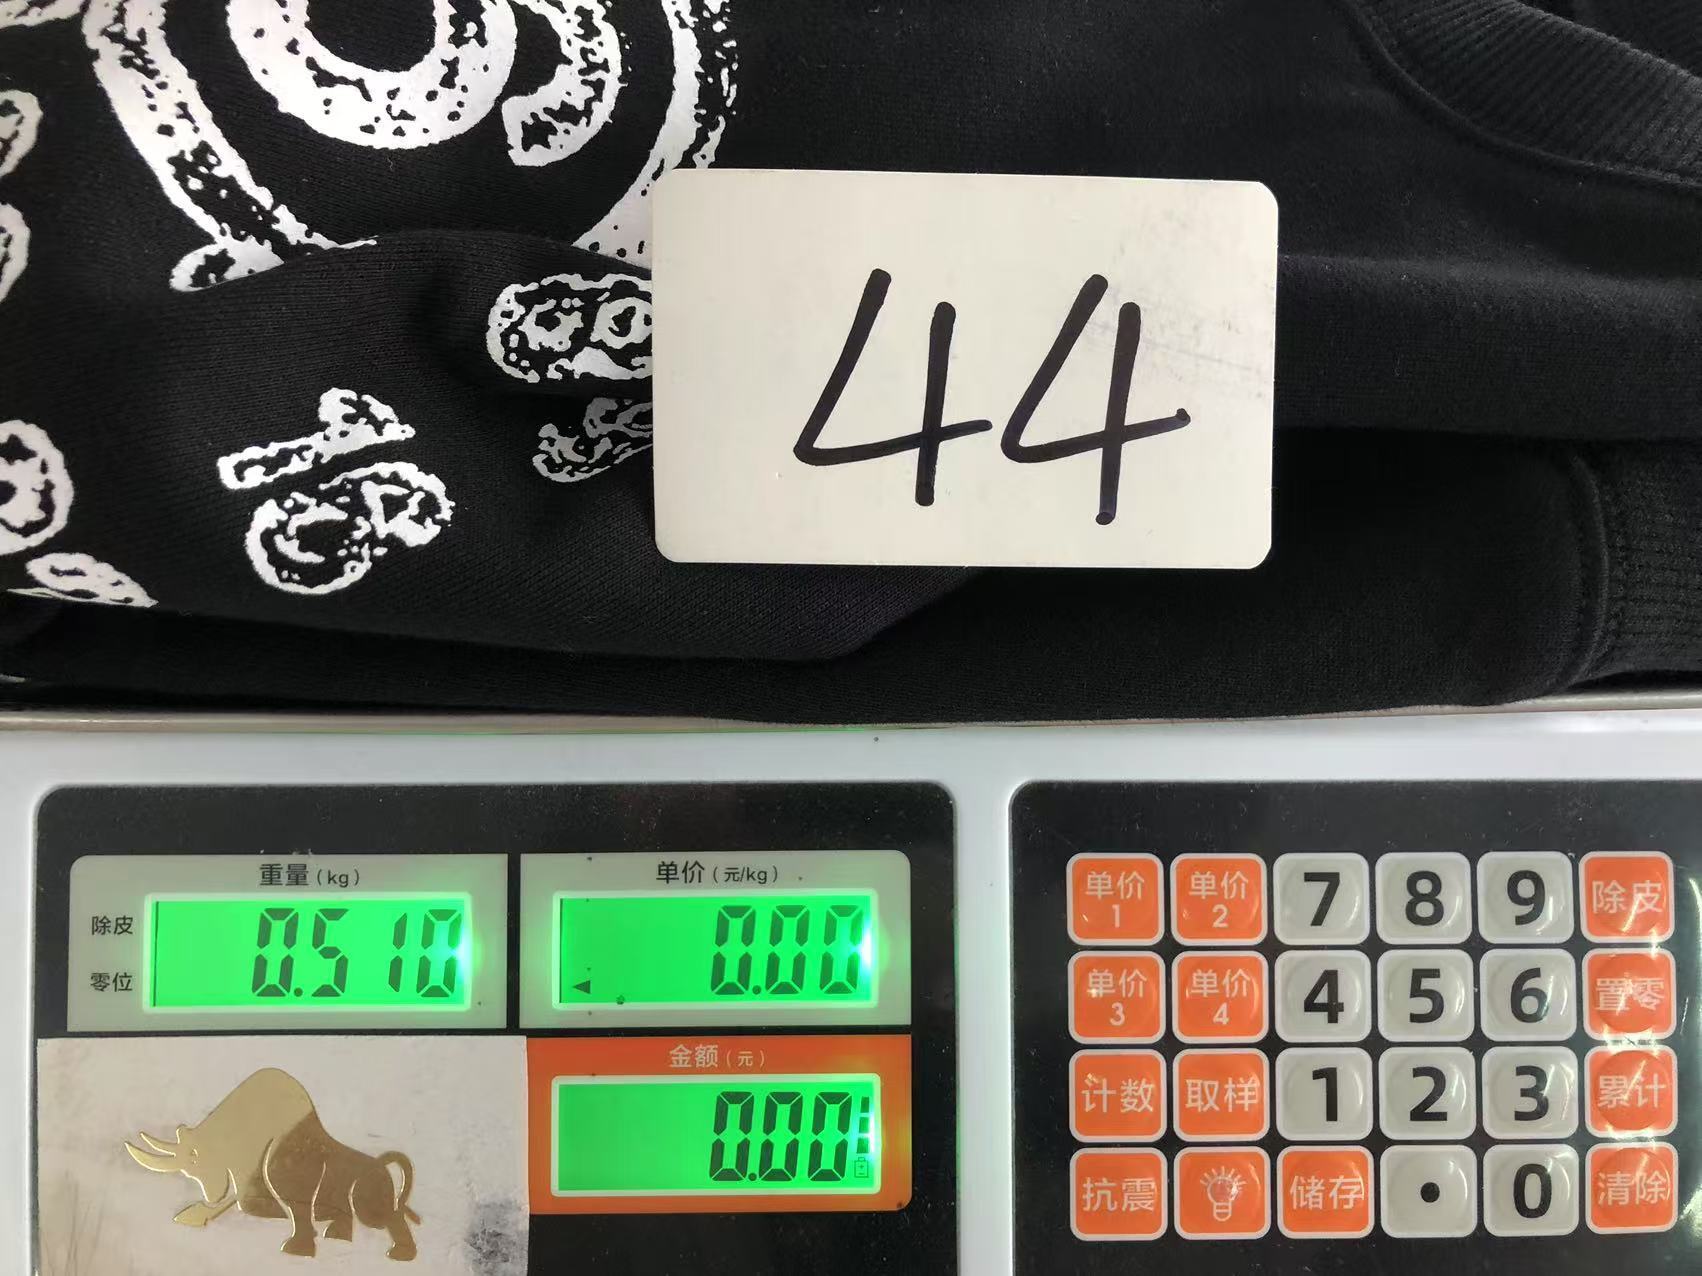 44
重量(kg)
除皮
零位
0.510
单价(元/kg)
0.00
金额(元)
0.00
单价1 单价2 7 8 9 除皮
单价3 单价4 4 5 6 置零
计数 取样 1 2 3 累计
抗震 储存 • 0 清除